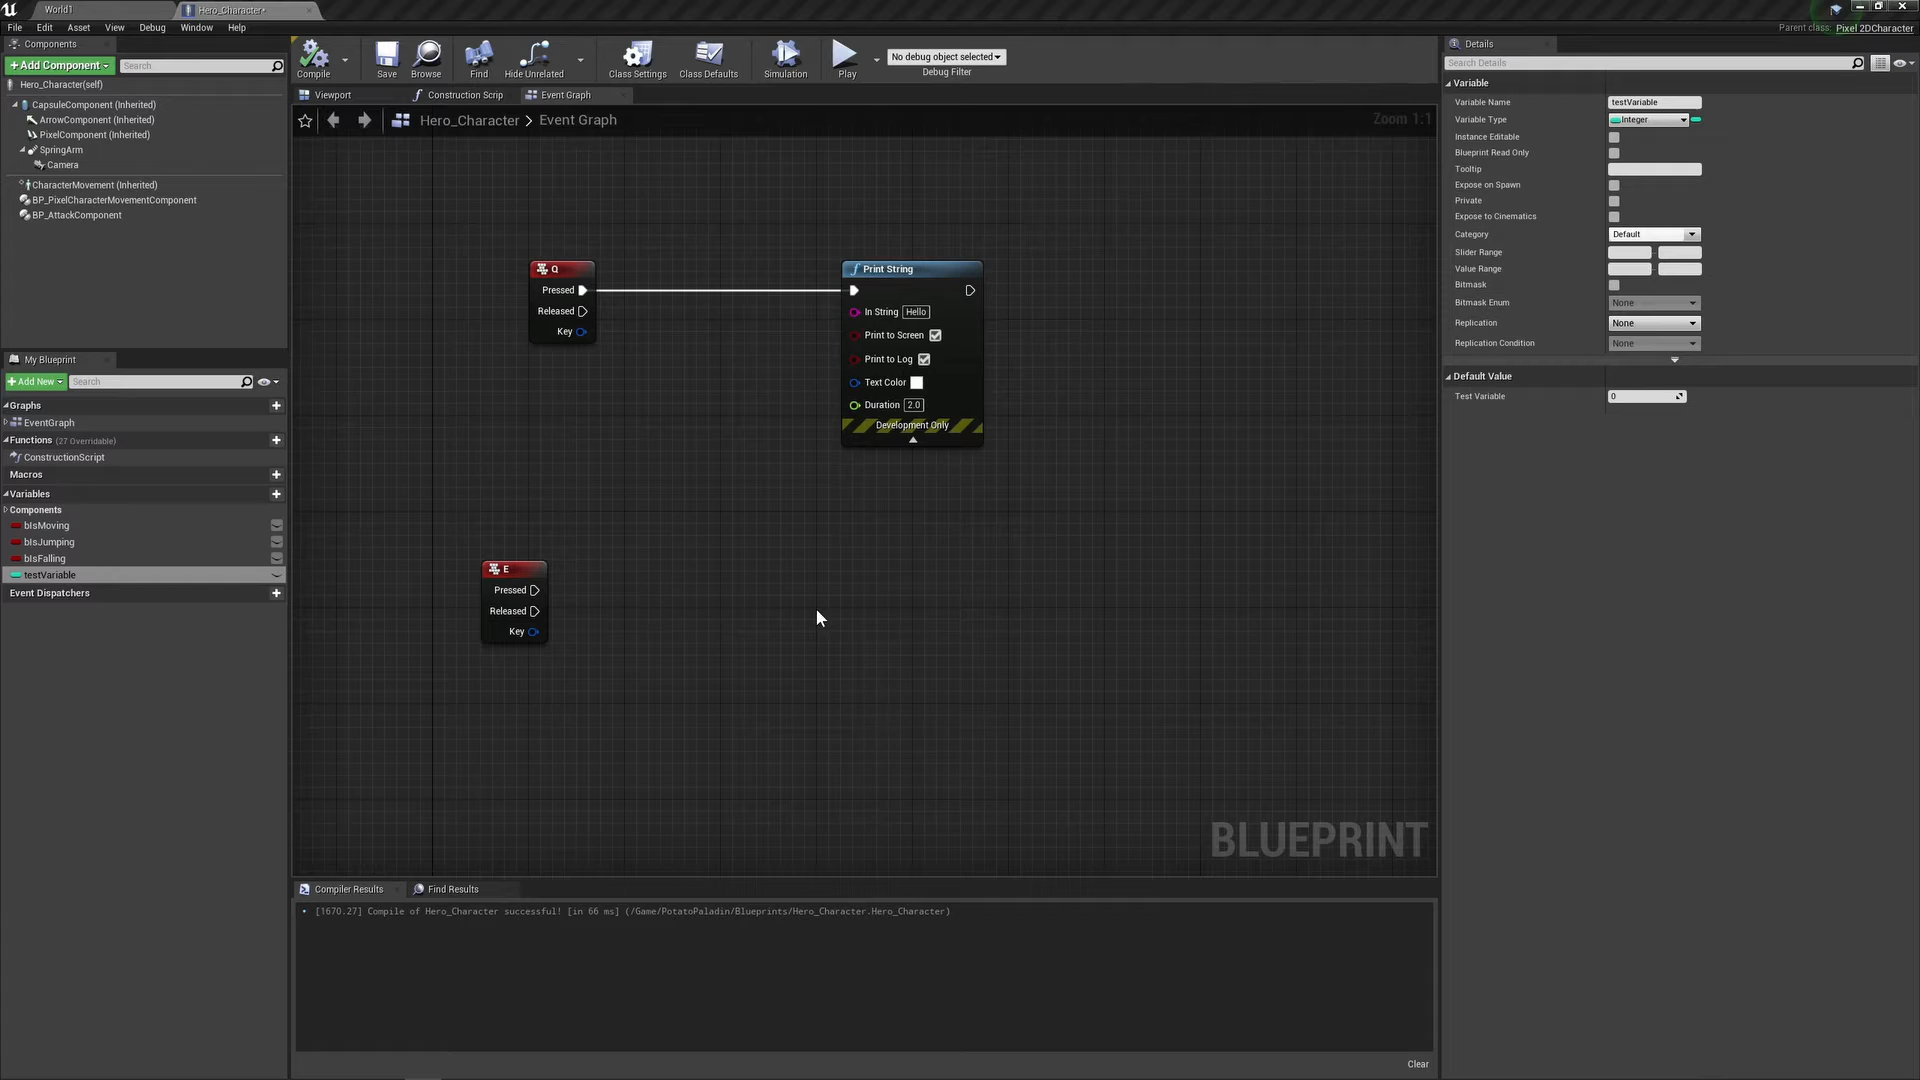 World1
Hero_Character*
File Edit Asset View Debug Window Help
Parent class: Pixel 2DCharacter
Components
+Add Component
Search
Hero_Character(self)
CapsuleComponent (Inherited)
ArrowComponent (Inherited)
PixelComponent (Inherited)
SpringArm
Camera
CharacterMovement (Inherited)
BP_PixelCharacterMovementComponent
BP_AttackComponent
My Blueprint
+Add New
Search
Graphs
EventGraph
Functions (27 Overridable)
ConstructionScript
Macros
Variables
Components
bIsMoving
bIsJumping
bIsFalling
testVariable
Event Dispatchers
Compile
Save
Browse
Find
Hide Unrelated
Class Settings
Class Defaults
Simulation
Play
No debug object selected
Debug Filter
Viewport
Construction Scrip
Event Graph
Hero_Character > Event Graph
Zoom 1:1
Q
Pressed
Released
Key
Print String
In String Hello
Print to Screen
Print to Log
Text Color
Duration 2.0
Development Only
E
Pressed
Released
Key
BLUEPRINT
Compiler Results
Find Results
[1670.27] Compile of Hero_Character successful! [in 66 ms] (/Game/PotatoPaladin/Blueprints/Hero_Character.Hero_Character)
Clear
Details
Search Details
Variable
Variable Name testVariable
Variable Type Integer
Instance Editable
Blueprint Read Only
Tooltip
Expose on Spawn
Private
Expose to Cinematics
Category Default
Slider Range
Value Range
Bitmask
Bitmask Enum None
Replication None
Replication Condition None
Default Value
Test Variable 0